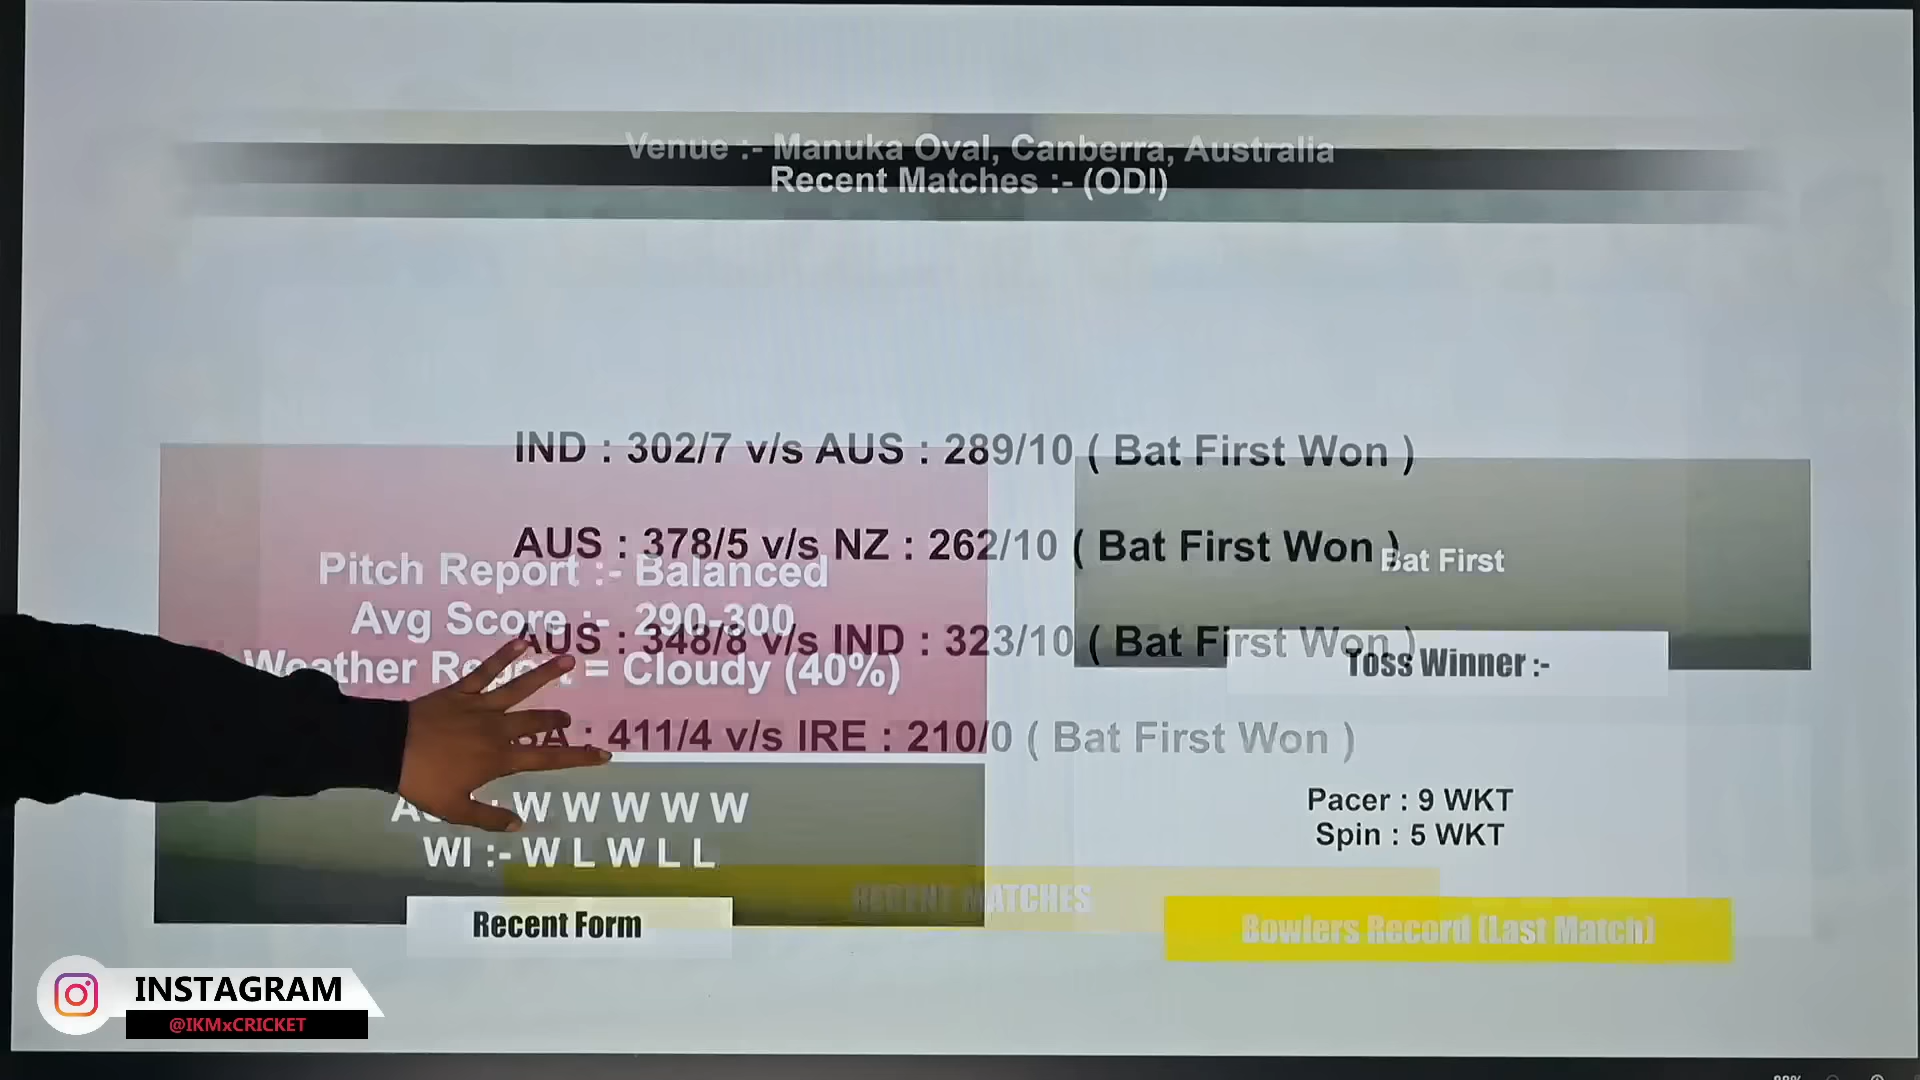 Venue :- Manuka Oval, Canberra, Australia
Recent Matches :- (ODI)
IND : 302/7 v/s AUS : 289/10 ( Bat First Won )
AUS : 378/5 v/s NZ : 262/10 ( Bat First Won )
Bat First
Pitch Report :- Balanced
Avg Score :- 290-300
AUS : 348/8 v/s IND : 323/10 ( Bat First Won )
Toss Winner :-
Weather = Cloudy (40%)
: 411/4 v/s IRE : 210/0 ( Bat First Won )
W W W W W
WI :- W L W L L
Pacer : 9 WKT
Spin : 5 WKT
RECENT MATCHES
Recent Form
Bowlers Record (Last Match)
INSTAGRAM
@IKMxCRICKET